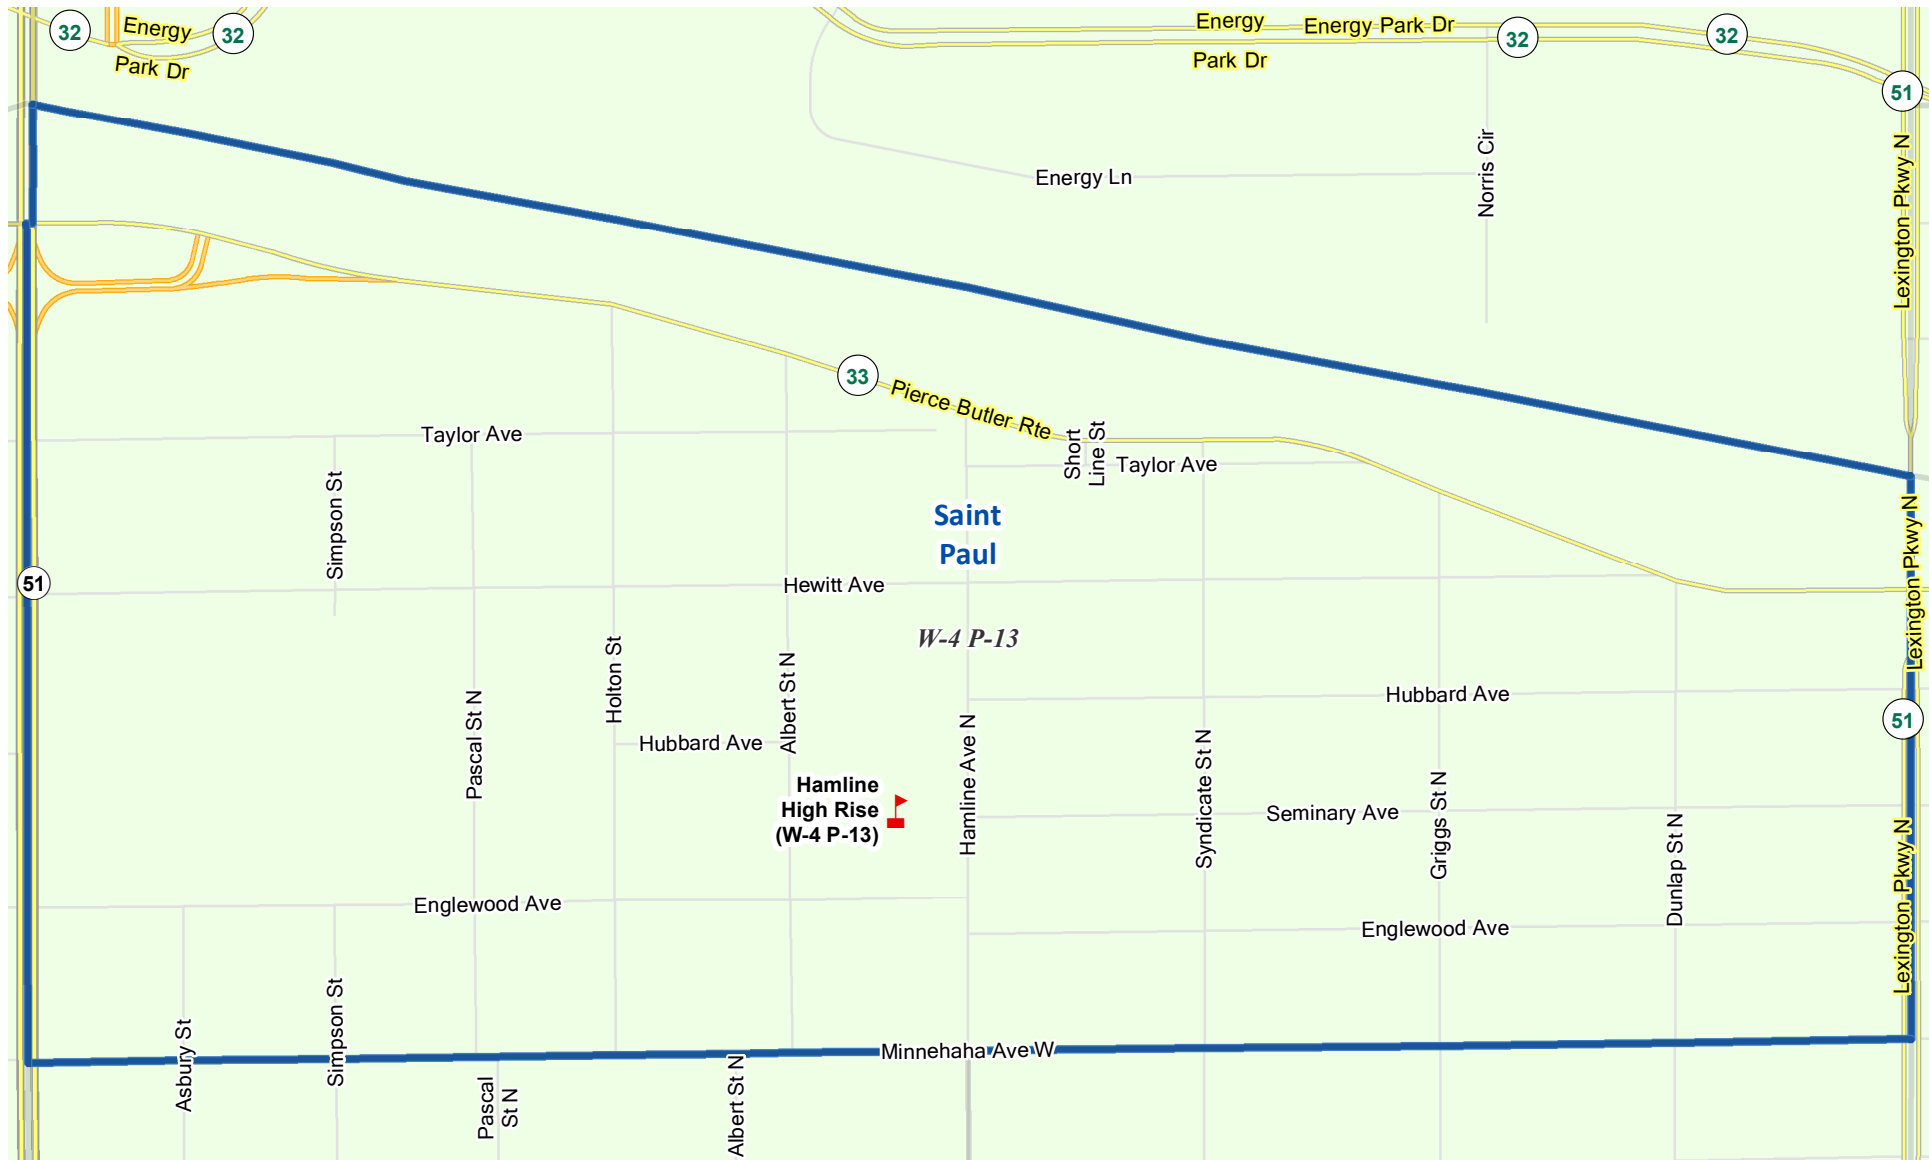 32
Energy
Park Dr
32
Energy
Park Dr
Energy Park Dr
32
32
51
Lexington Pkwy N
Norris Cir
Energy Ln
33
Pierce Butler Rte
Short
Line St
Taylor Ave
Taylor Ave
Simpson St
Saint
Paul
Lexington Pkwy N
51
Hewitt Ave
W-4 P-13
Holton St
Albert St N
Pascal St N
Hubbard Ave
Hubbard Ave
51
Hamline
High Rise
(W-4 P-13)
Hamline Ave N
Syndicate St N
Seminary Ave
Griggs St N
Dunlap St N
Lexington Pkwy N
Englewood Ave
Englewood Ave
Asbury St
Simpson St
Minnehaha Ave W
Pascal
St N
Albert St N